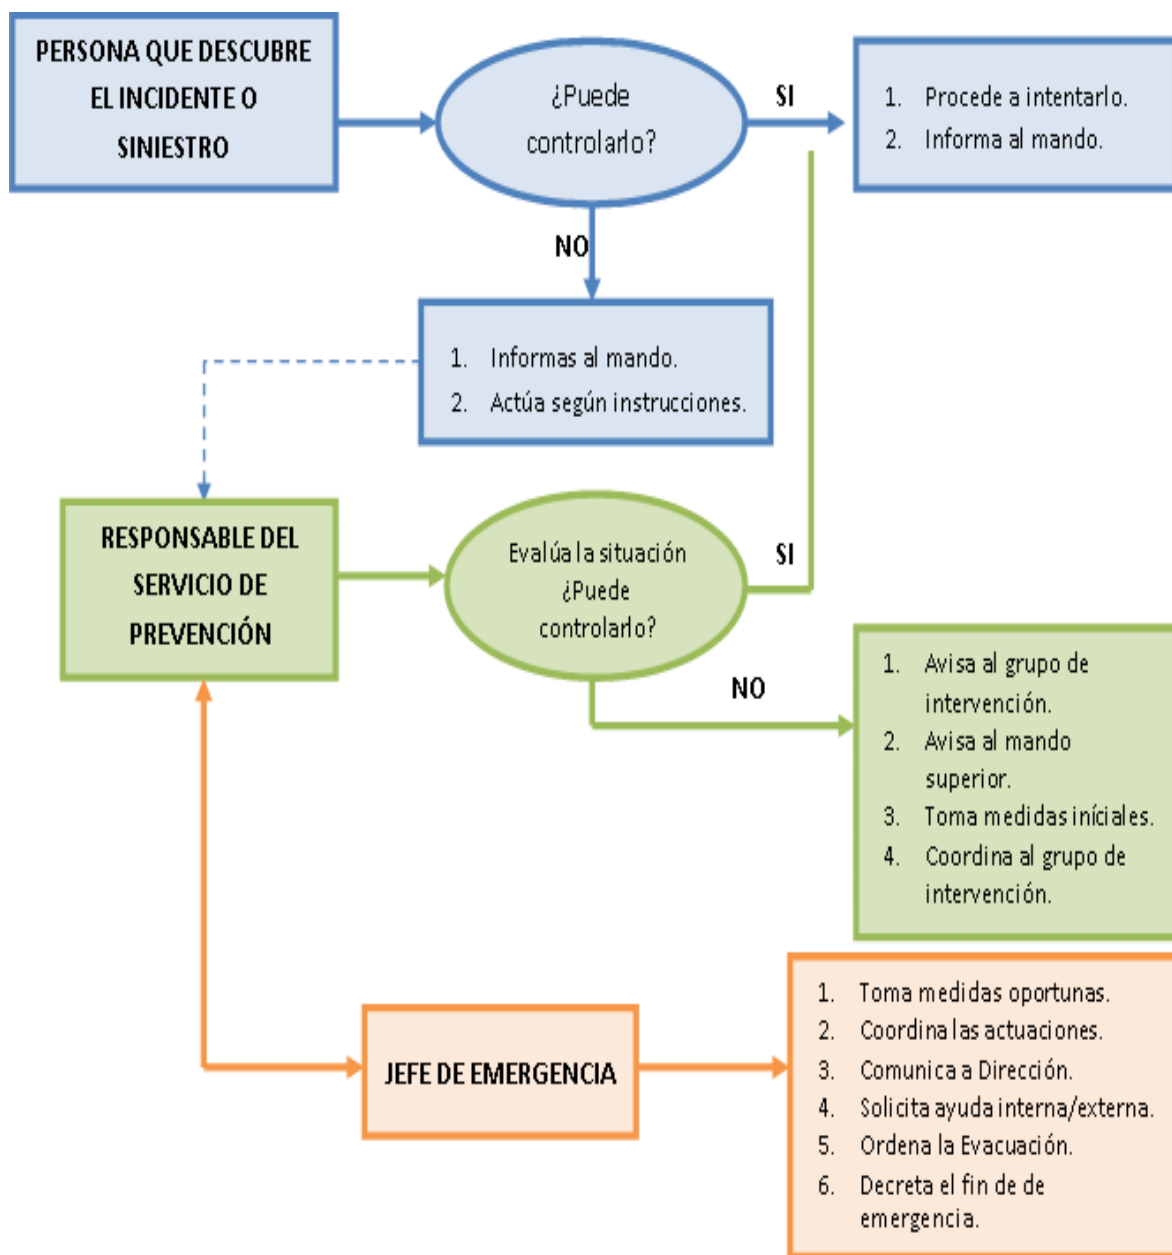 PERSONA QUE DESCUBRE
EL INCIDENTE O
SINIESTRO
¿Puede
controlarlo?
SI
1. Procede a intentarlo.
2. Informa al mando.
NO
1. Informas al mando.
2. Actúa según instrucciones.
RESPONSABLE DEL
SERVICIO DE
PREVENCIÓN
Evalúa la situación
¿Puede
controlarlo?
SI
NO
1. Avisa al grupo de
intervención.
2. Avisa al mando
superior.
3. Toma medidas iníciales.
4. Coordina al grupo de
intervención.
JEFE DE EMERGENCIA
1. Toma medidas oportunas.
2. Coordina las actuaciones.
3. Comunica a Dirección.
4. Solicita ayuda interna/externa.
5. Ordena la Evacuación.
6. Decreta el fin de de
emergencia.